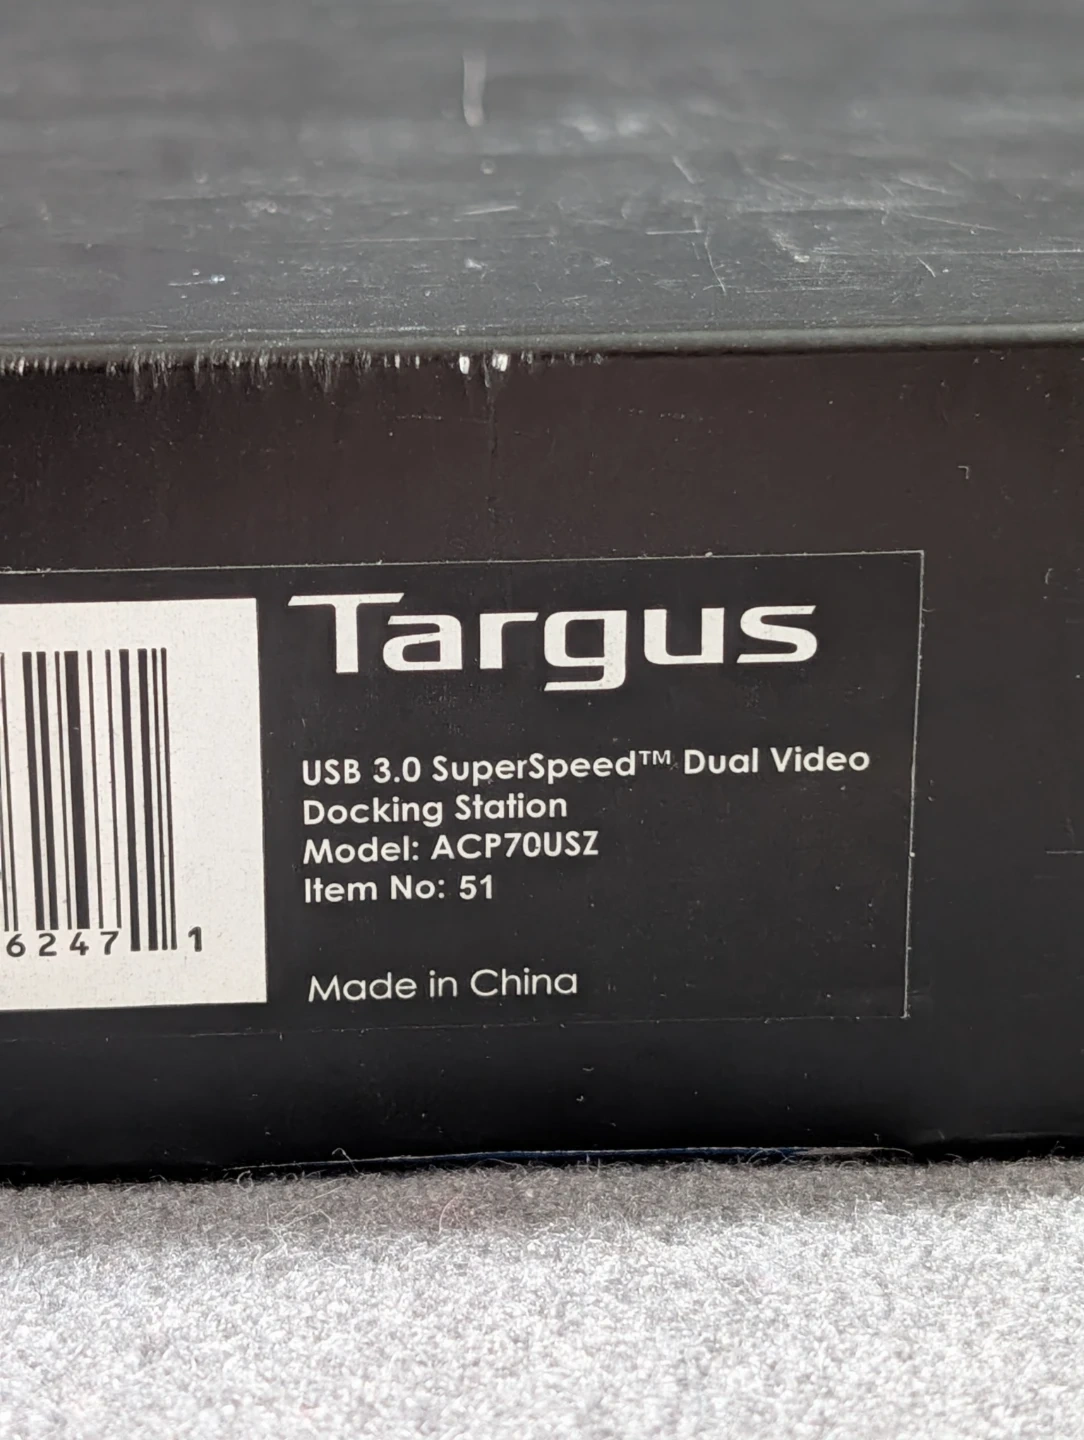 Targus
USB 3.0 SuperSpeed™ Dual Video
Docking Station
Model: ACP70USZ
Item No: 51
Made in China
6247 1